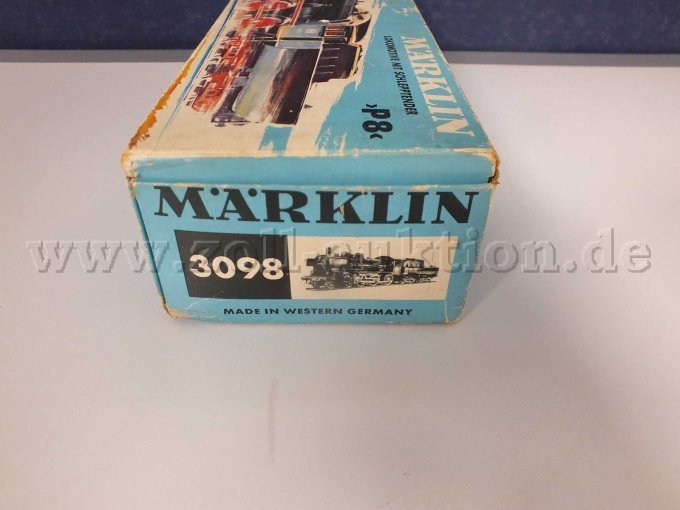 MÄRKLIN
LOKOMOTIVE MIT SCHLEPPTENDER
›P8‹
MÄRKLIN
3098
MADE IN WESTERN GERMANY
www.zoll-auktion.de